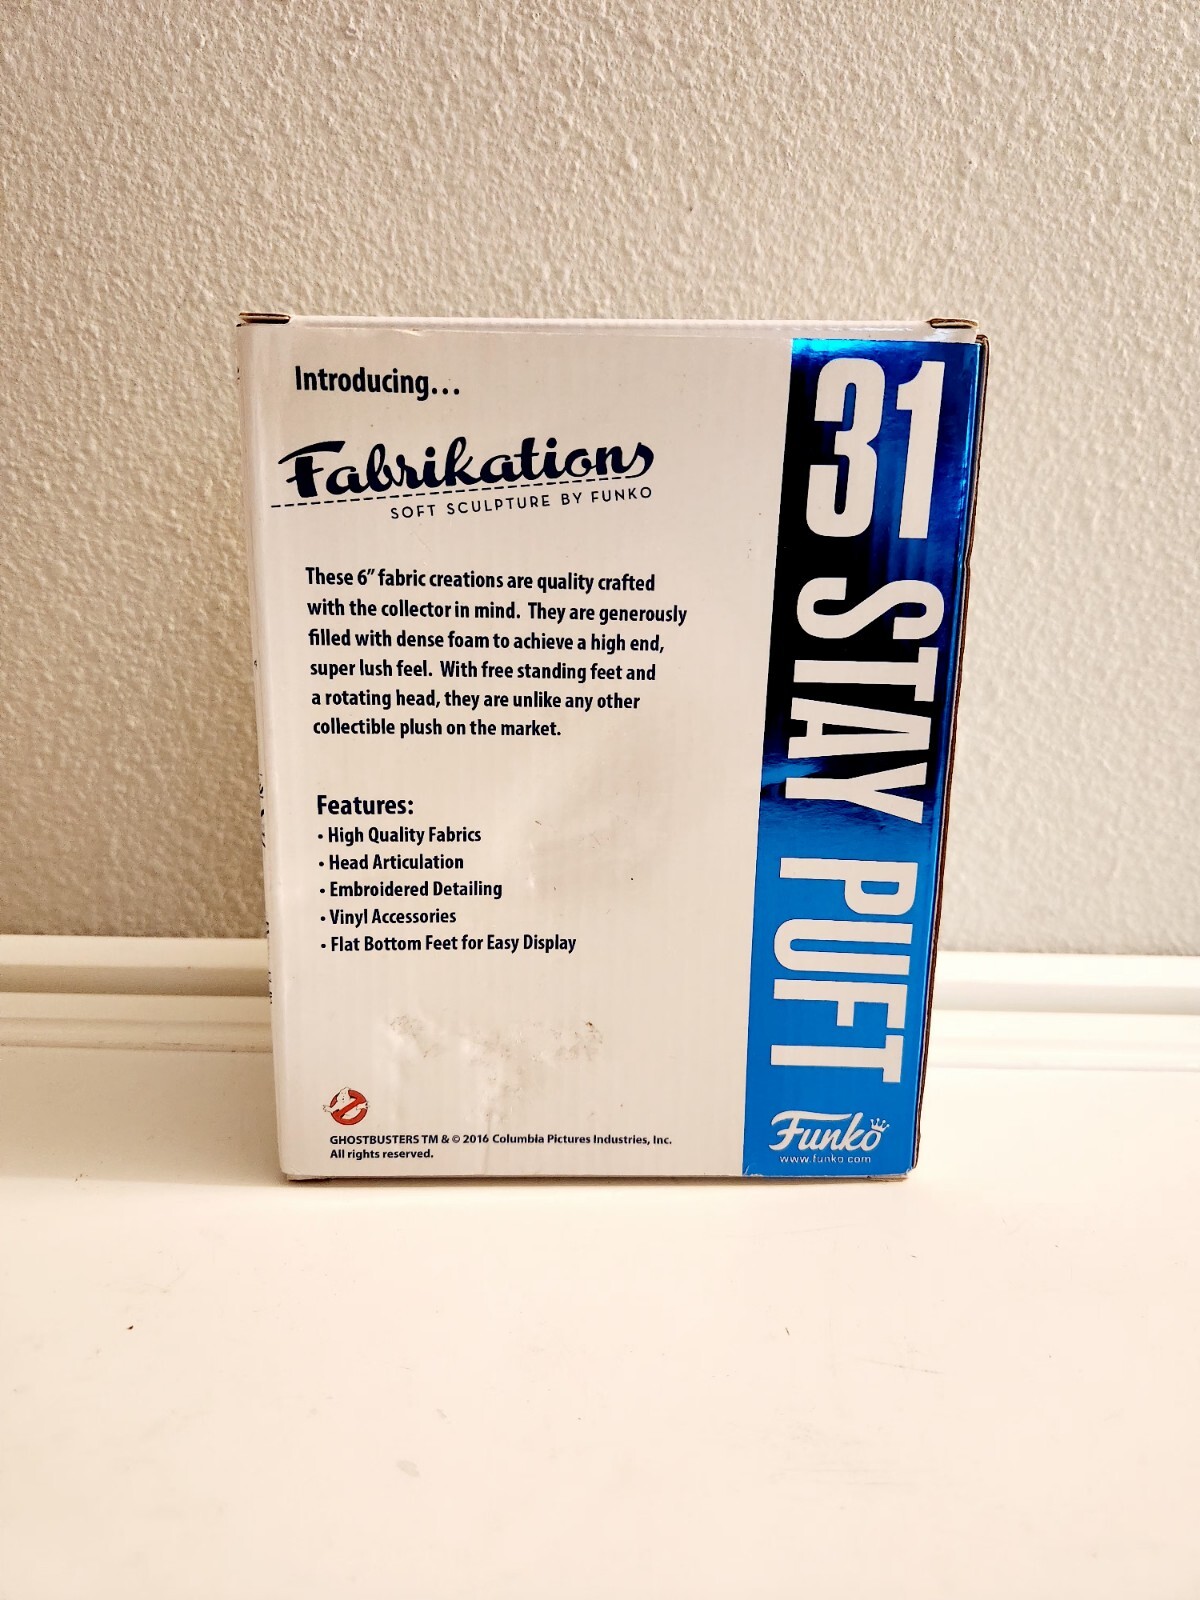 Introducing...
Fabrikations
SOFT SCULPTURE BY FUNKO
These 6" fabric creations are quality crafted
with the collector in mind. They are generously
filled with dense foam to achieve a high end,
super lush feel. With free standing feet and
a rotating head, they are unlike any other
collectible plush on the market.
Features:
• High Quality Fabrics
• Head Articulation
• Embroidered Detailing
• Vinyl Accessories
• Flat Bottom Feet for Easy Display
GHOSTBUSTERS TM & © 2016 Columbia Pictures Industries, Inc.
All rights reserved.
31 STAY PUFT
Funko
www.funko.com